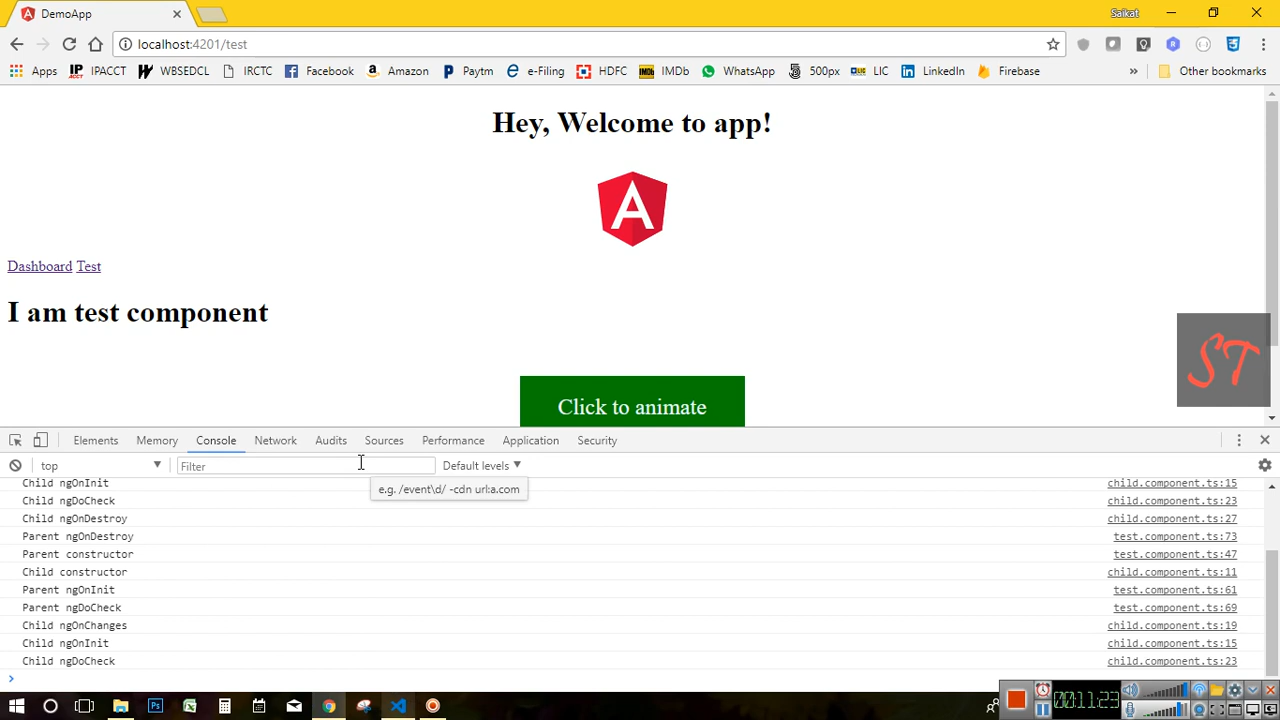 DemoApp
Saikat
localhost:4201/test
Apps IPACCT WBSEDCL IRCTC Facebook Amazon Paytm e-Filing HDFC IMDb WhatsApp 500px LIC LinkedIn Firebase » Other bookmarks
Hey, Welcome to app!
A
Dashboard Test
I am test component
ST
Click to animate
Elements Memory Console Network Audits Sources Performance Application Security
top Filter Default levels
e.g. /event\d/ -cdn url:a.com
Child ngOnInit child.component.ts:15
Child ngDoCheck child.component.ts:23
Child ngOnDestroy child.component.ts:27
Parent ngOnDestroy test.component.ts:73
Parent constructor test.component.ts:47
Child constructor child.component.ts:11
Parent ngOnInit test.component.ts:61
Parent ngDoCheck test.component.ts:69
Child ngOnChanges child.component.ts:19
Child ngOnInit child.component.ts:15
Child ngDoCheck child.component.ts:23
00:11:23